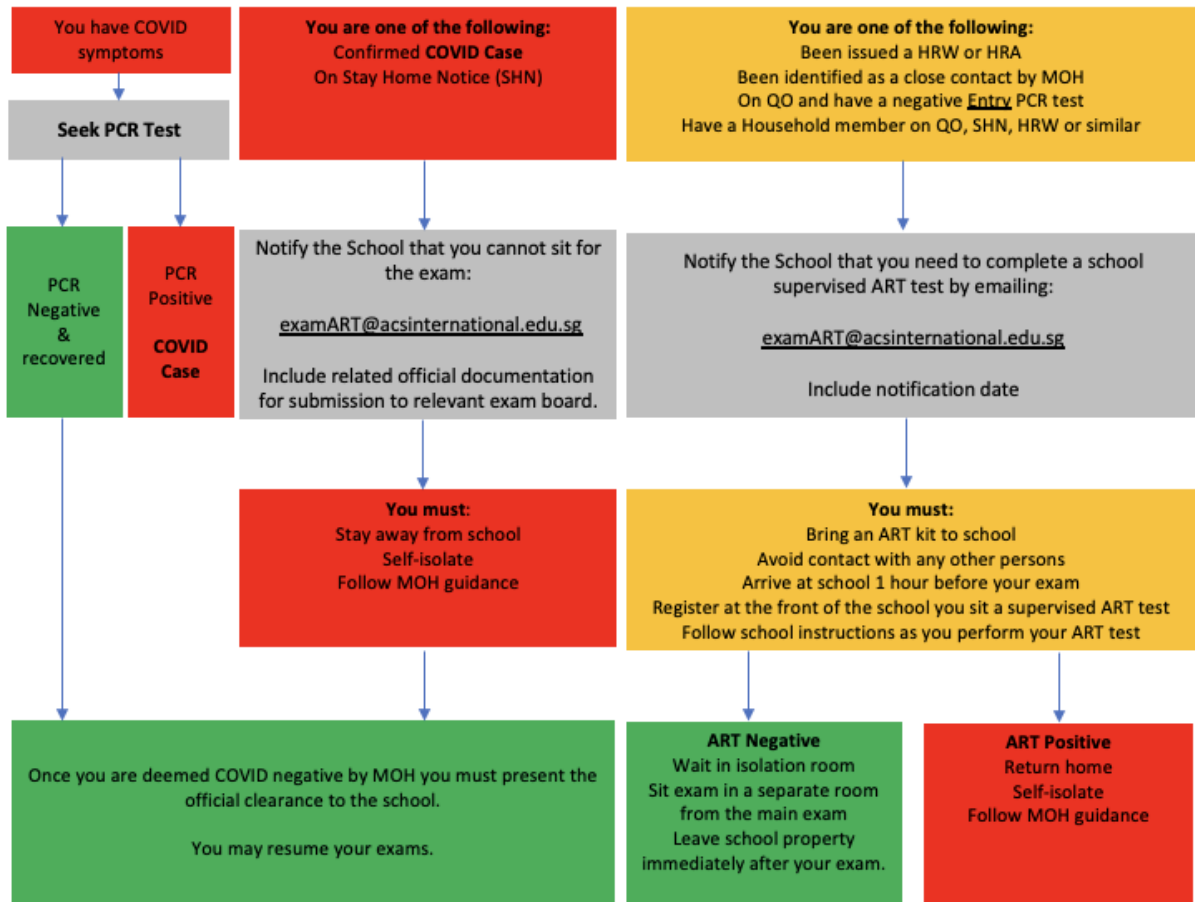 You have COVID
symptoms
Seek PCR Test
PCR
Negative
&
recovered
PCR
Positive
COVID
Case
You are one of the following:
Confirmed COVID Case
On Stay Home Notice (SHN)
Notify the School that you cannot sit for
the exam:
examART@acsinternational.edu.sg
Include related official documentation
for submission to relevant exam board.
You must:
Stay away from school
Self-isolate
Follow MOH guidance
Once you are deemed COVID negative by MOH you must present the
official clearance to the school.
You may resume your exams.
You are one of the following:
Been issued a HRW or HRA
Been identified as a close contact by MOH
On QO and have a negative Entry PCR test
Have a Household member on QO, SHN, HRW or similar
Notify the School that you need to complete a school
supervised ART test by emailing:
examART@acsinternational.edu.sg
Include notification date
You must:
Bring an ART kit to school
Avoid contact with any other persons
Arrive at school 1 hour before your exam
Register at the front of the school you sit a supervised ART test
Follow school instructions as you perform your ART test
ART Negative
Wait in isolation room
Sit exam in a separate room
from the main exam
Leave school property
immediately after your exam.
ART Positive
Return home
Self-isolate
Follow MOH guidance